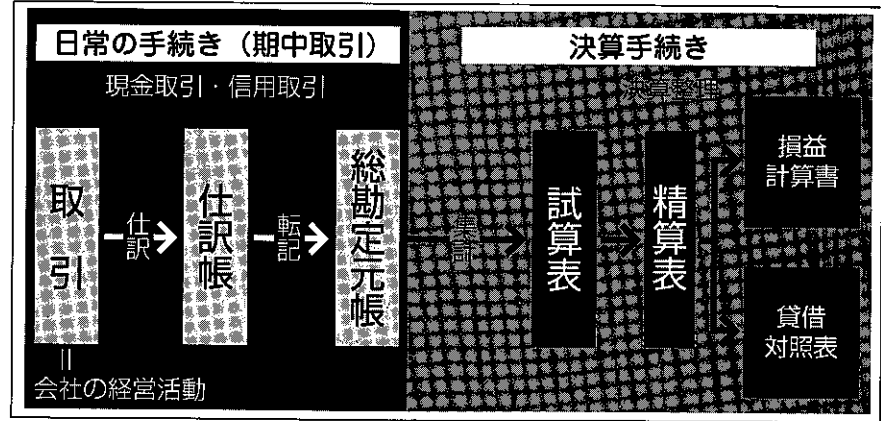 日常の手続き（期中取引）
現金取引・信用取引
取引
仕訳
仕訳帳
転記
総勘定元帳
＝
会社の経営活動
決算手続き
決算整理
集計
試算表
精算表
損益
計算書
貸借
対照表